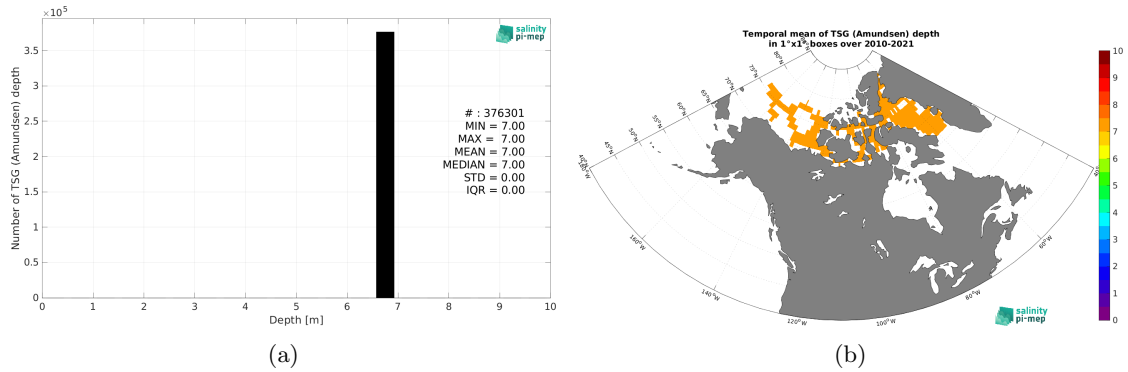 ×10^5
salinity
pi-mep
3.5
3
2.5
2
1.5
1
0.5
0
Number of TSG (Amundsen) depth
# : 376301
MIN = 7.00
MAX = 7.00
MEAN = 7.00
MEDIAN = 7.00
STD = 0.00
IQR = 0.00
0 1 2 3 4 5 6 7 8 9 10
Depth [m]
(a)
Temporal mean of TSG (Amundsen) depth
in 1°x1° boxes over 2010-2021
80°N
75°N
70°N
65°N
60°N
55°N
50°N
45°N
180°W
160°W
140°W
120°W
100°W
80°W
60°W
10
9
8
7
6
5
4
3
2
1
0
salinity
pi-mep
(b)